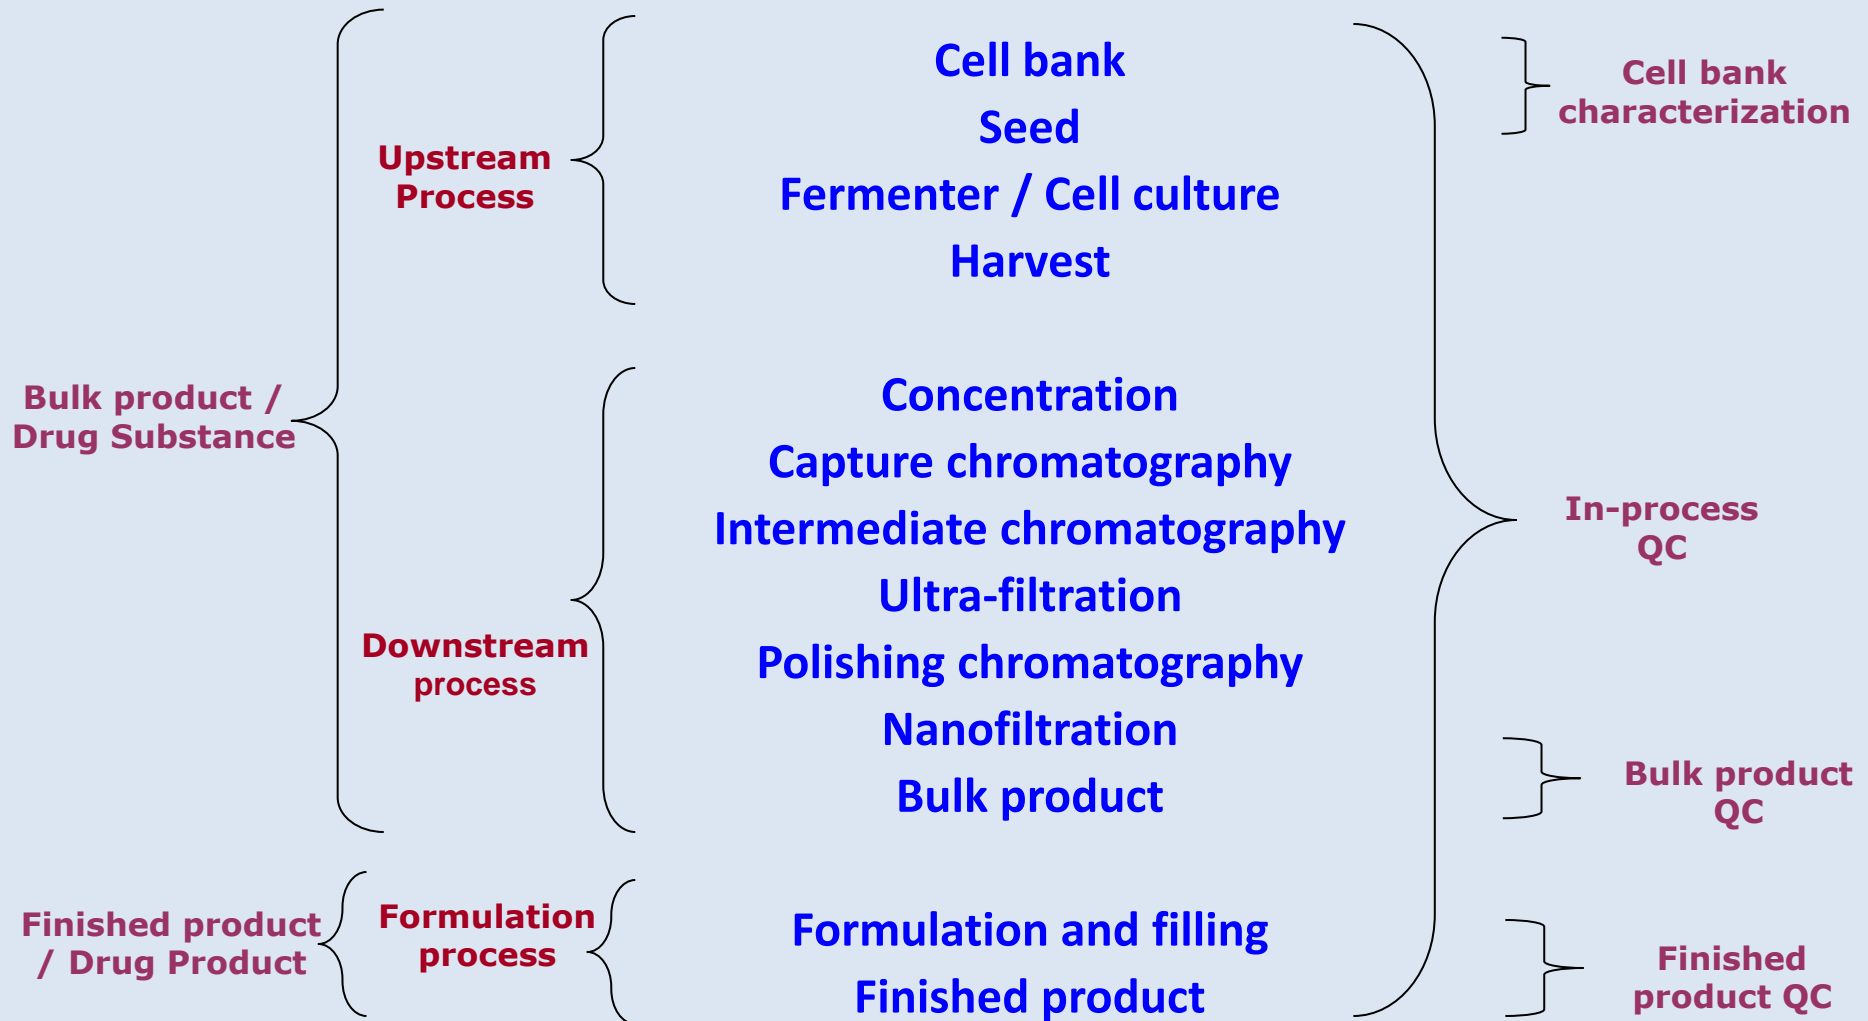 Bulk product /
Drug Substance
Upstream
Process
Cell bank
Seed
Fermenter / Cell culture
Harvest
Cell bank
characterization
Downstream
process
Concentration
Capture chromatography
Intermediate chromatography
Ultra-filtration
Polishing chromatography
Nanofiltration
Bulk product
In-process
QC
Bulk product
QC
Finished product
/ Drug Product
Formulation
process
Formulation and filling
Finished product
Finished
product QC